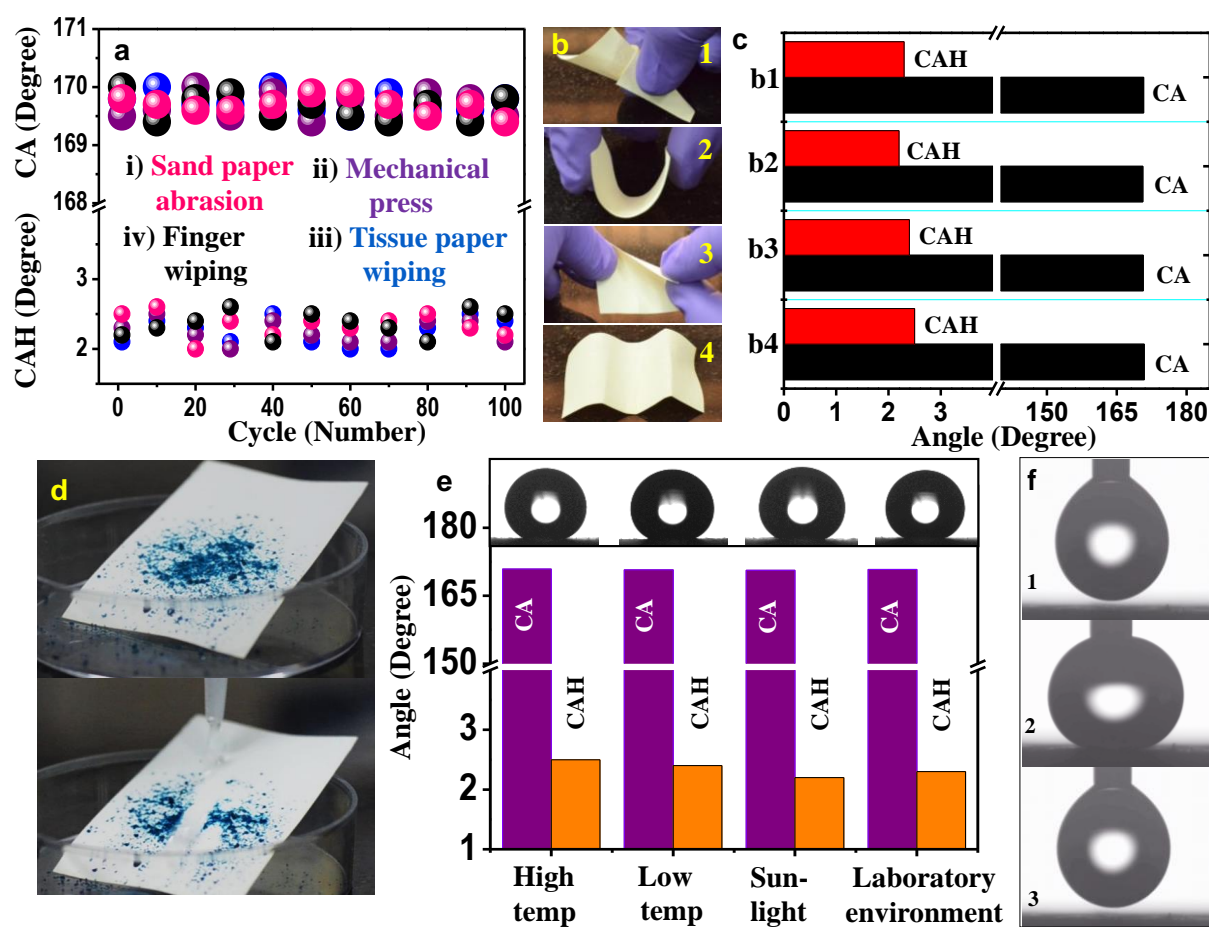 a
171
170
169
168
CA (Degree)
i) Sand paper
abrasion
ii) Mechanical
press
iv) Finger
wiping
iii) Tissue paper
wiping
3
2
CAH (Degree)
0
20
40
60
80
100
Cycle (Number)
b
1
2
3
4
c
b1
CAH
CA
b2
CAH
CA
b3
CAH
CA
b4
CAH
CA
0
1
2
3
150
165
180
Angle (Degree)
d
e
180
165
150
3
2
1
Angle (Degree)
CA
CAH
CA
CAH
CA
CAH
CA
CAH
High
temp
Low
temp
Sun-
light
Laboratory
environment
f
1
2
3